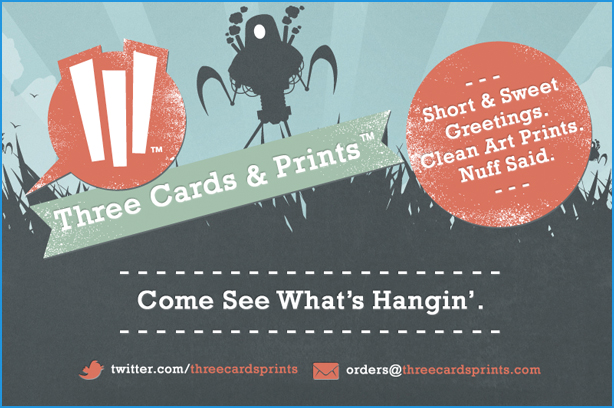 ™
Three Cards & Prints™
- - -
Short & Sweet
Greetings.
Clean Art Prints.
Nuff Said.
- - -
Come See What's Hangin'.
twitter.com/threecardsprints
orders@threecardsprints.com